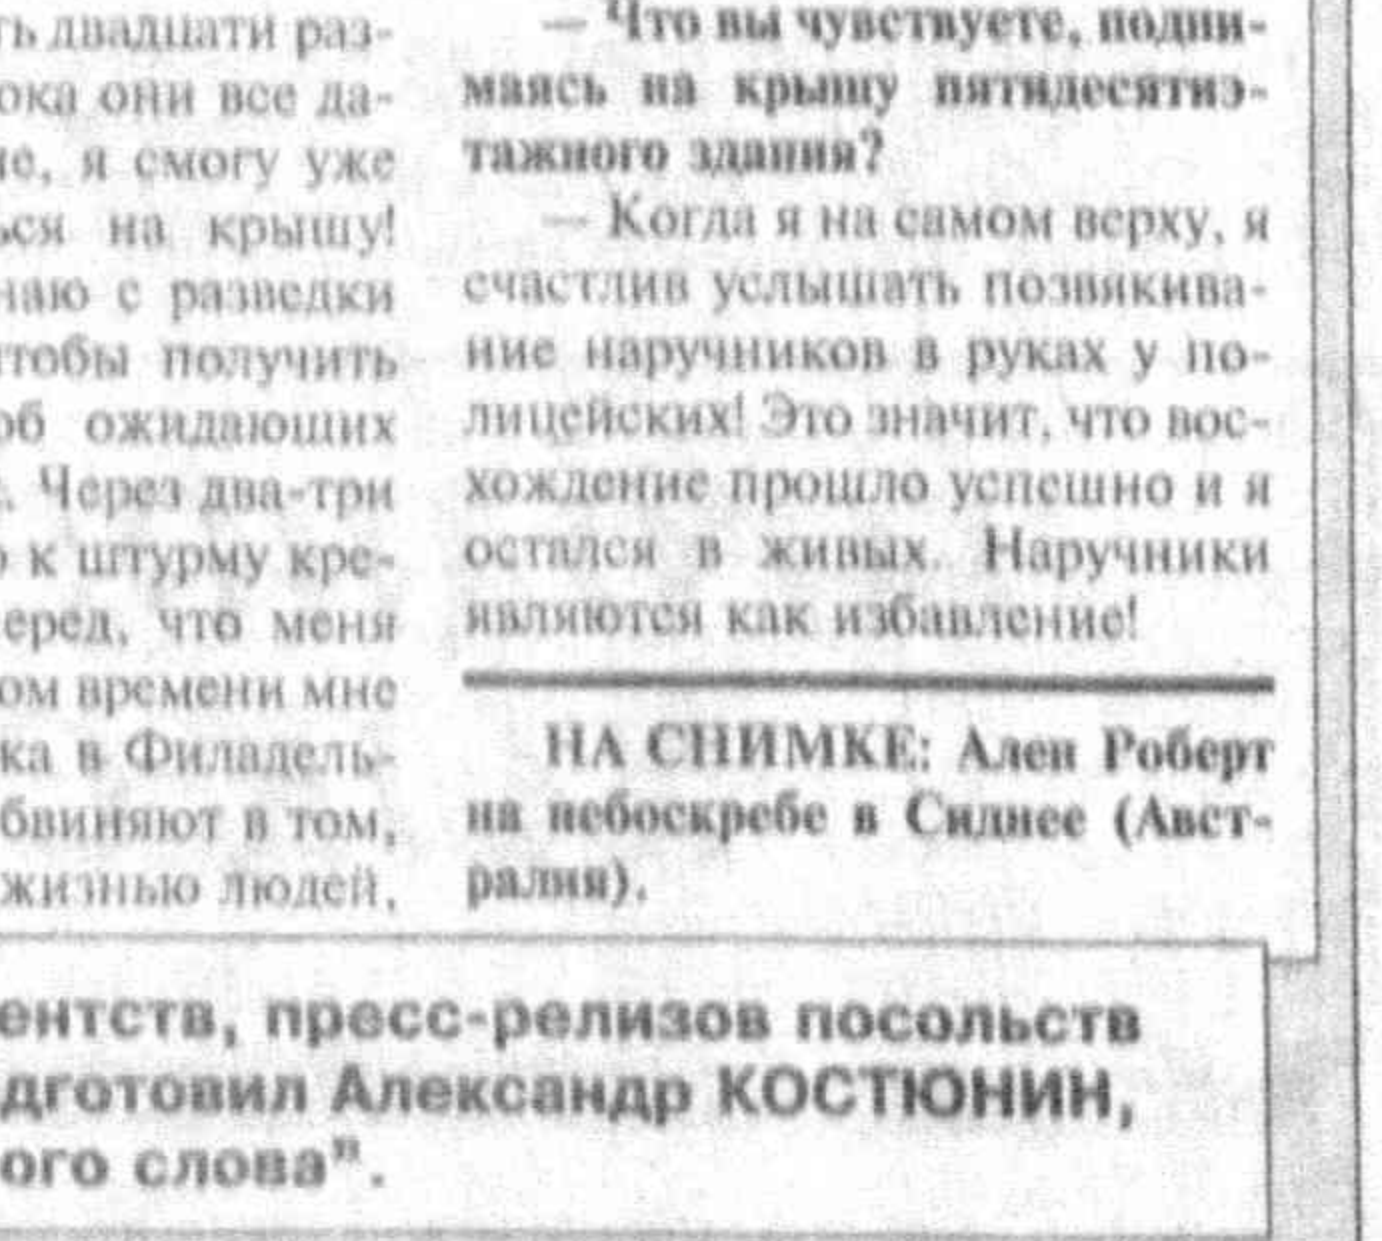 ть двадцати раз-
ока они все да-
е, я смогу уже
ься на крышу!
наю с разведки
чтобы получить
об ожидающих
Через два-три
к штурму кре-
еред, что меня
ом времени мне
ка в Филадель-
бвиняют в том,
жизнью людей,
— Что вы чувствуете, подни-
маясь на крышу пятидесятиэ-
тажного здания?
— Когда я на самом верху, я
счастлив услышать позвякива-
ние наручников в руках у по-
лицейских! Это значит, что вос-
хождение прошло успешно и я
остался в живых. Наручники
являются как избавление!
НА СНИМКЕ: Ален Роберт
на небоскребе в Сиднее (Авст-
ралия).
ентств, пресс-релизов посольств
дготовил Александр КОСТЮНИН,
ого слова".